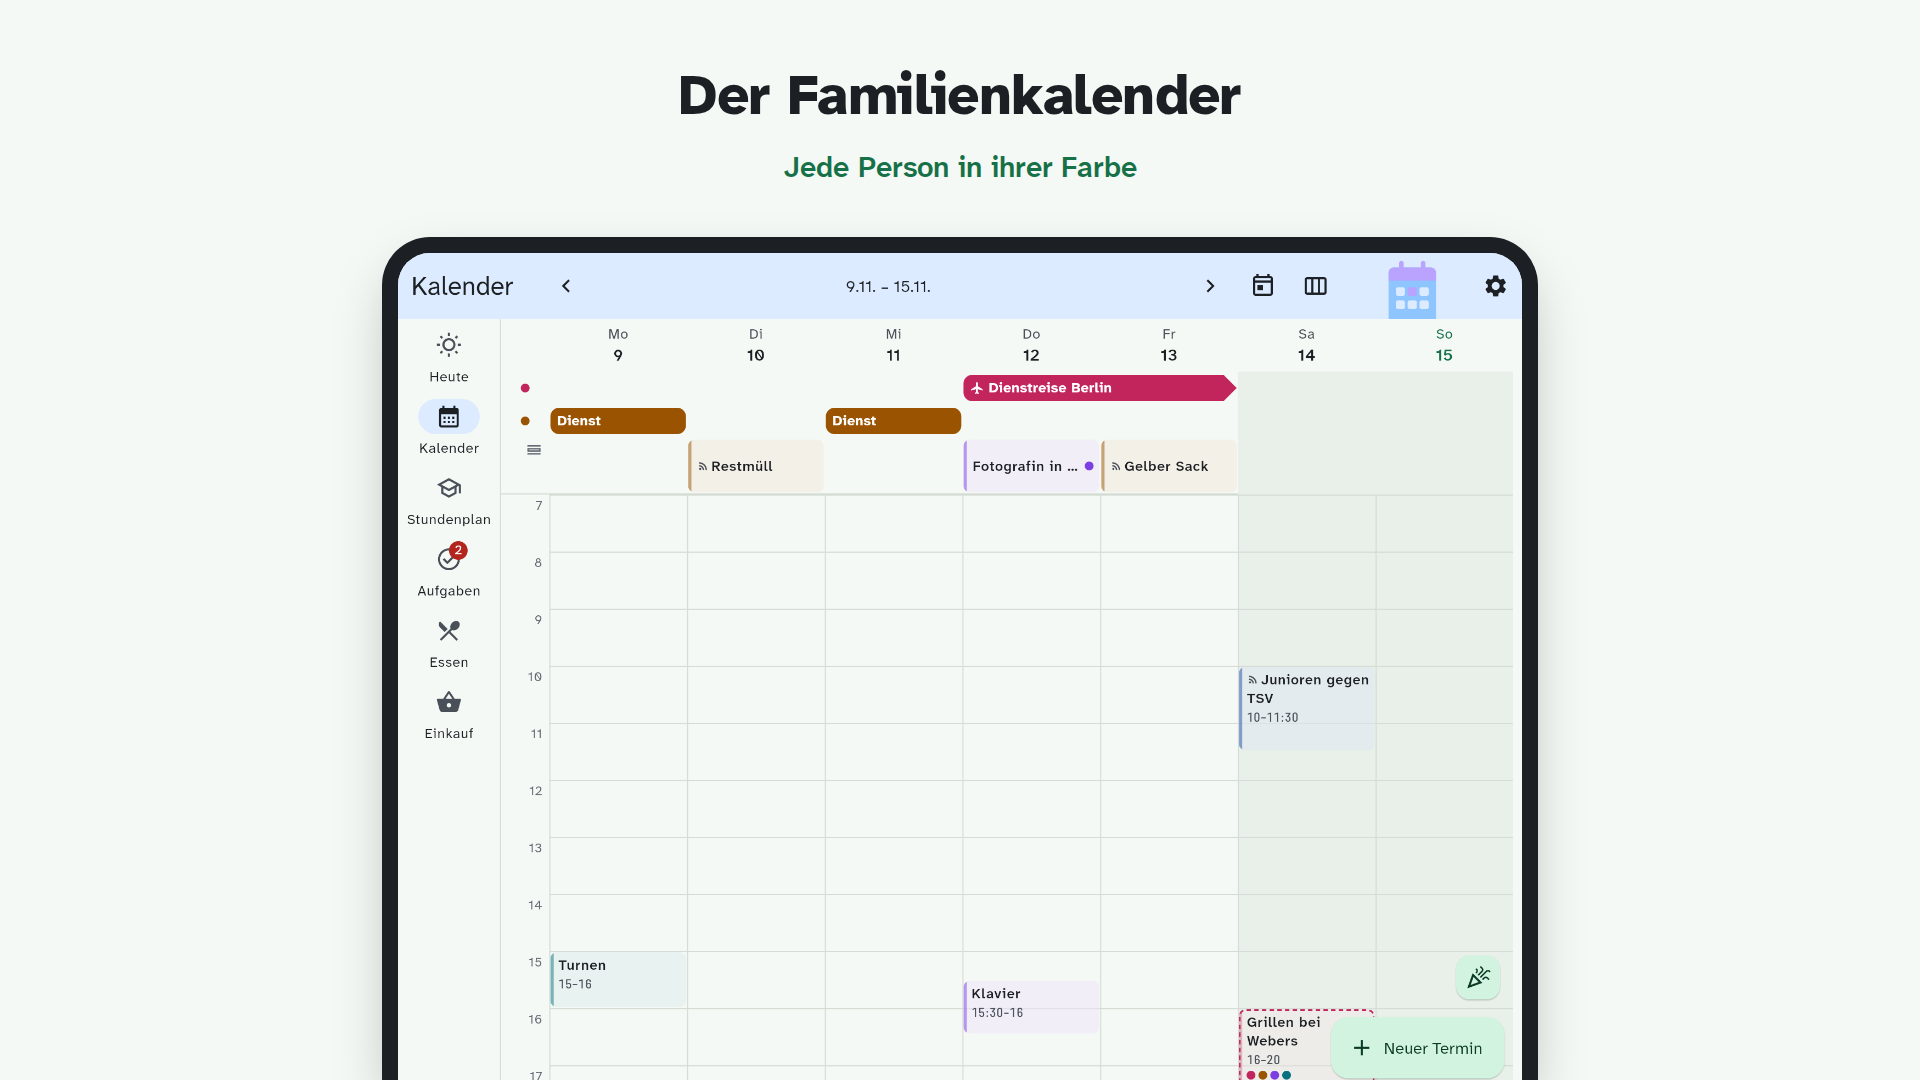 Der Familienkalender
Jede Person in ihrer Farbe
Kalender
9.11. – 15.11.
Mo
9
Di
10
Mi
11
Do
12
Fr
13
Sa
14
So
15
Heute
Kalender
Stundenplan
2
Aufgaben
Essen
Einkauf
Dienstreise Berlin
Dienst
Dienst
Restmüll
Fotografin in ...
Gelber Sack
7
8
9
10
11
12
13
14
15
16
17
Junioren gegen
TSV
10–11:30
Turnen
15–16
Klavier
15:30–16
Grillen bei
Webers
16–20
Neuer Termin